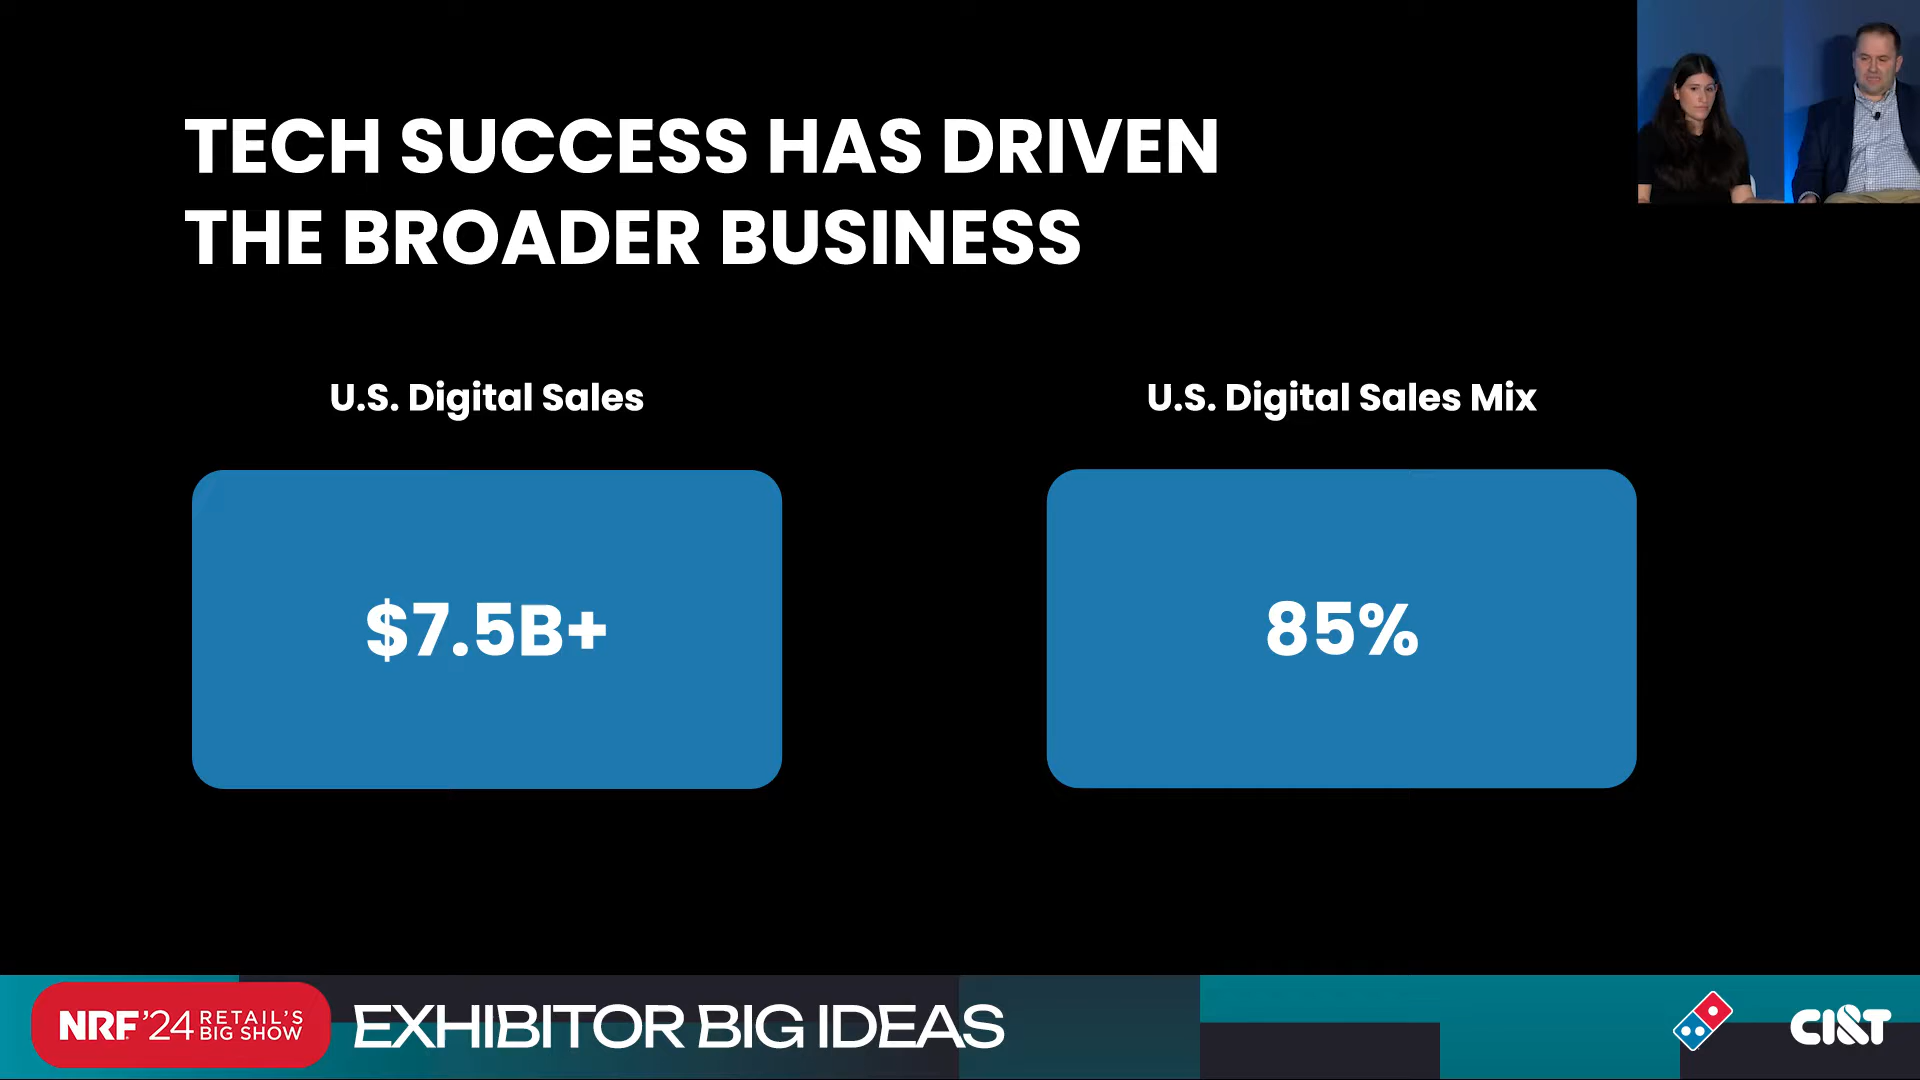 TECH SUCCESS HAS DRIVEN
THE BROADER BUSINESS
U.S. Digital Sales
U.S. Digital Sales Mix
$7.5B+
85%
NRF'24 RETAIL'S
BIG SHOW
EXHIBITOR BIG IDEAS
CI&T